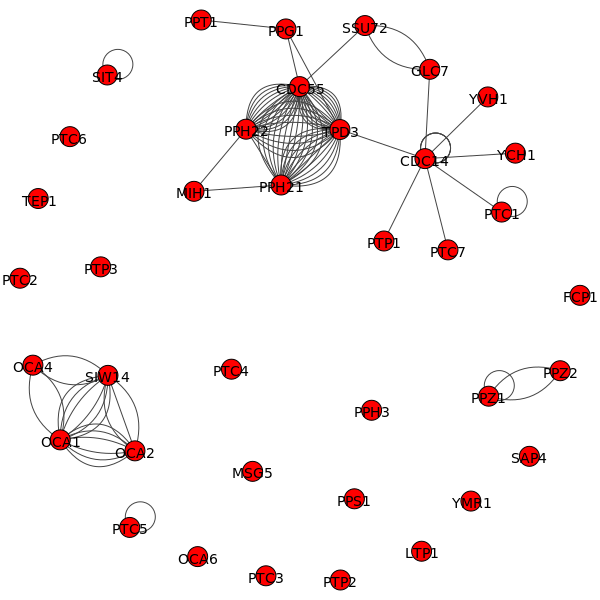 PPT1
PPG1
SSU72
SIT4
GLC7
CDC55
YVH1
PPH22
TPD3
PTC6
CDC14
YCH1
MIH1
PPH21
TEP1
PTC1
PTP1
PTC7
PTC2
PTP3
FCP1
OCA4
SIW14
PTC4
PPZ2
PPZ1
PPH3
OCA1
OCA2
SAP4
MSG5
PPS1
YMR1
PTC5
OCA6
LTP1
PTC3
PTP2